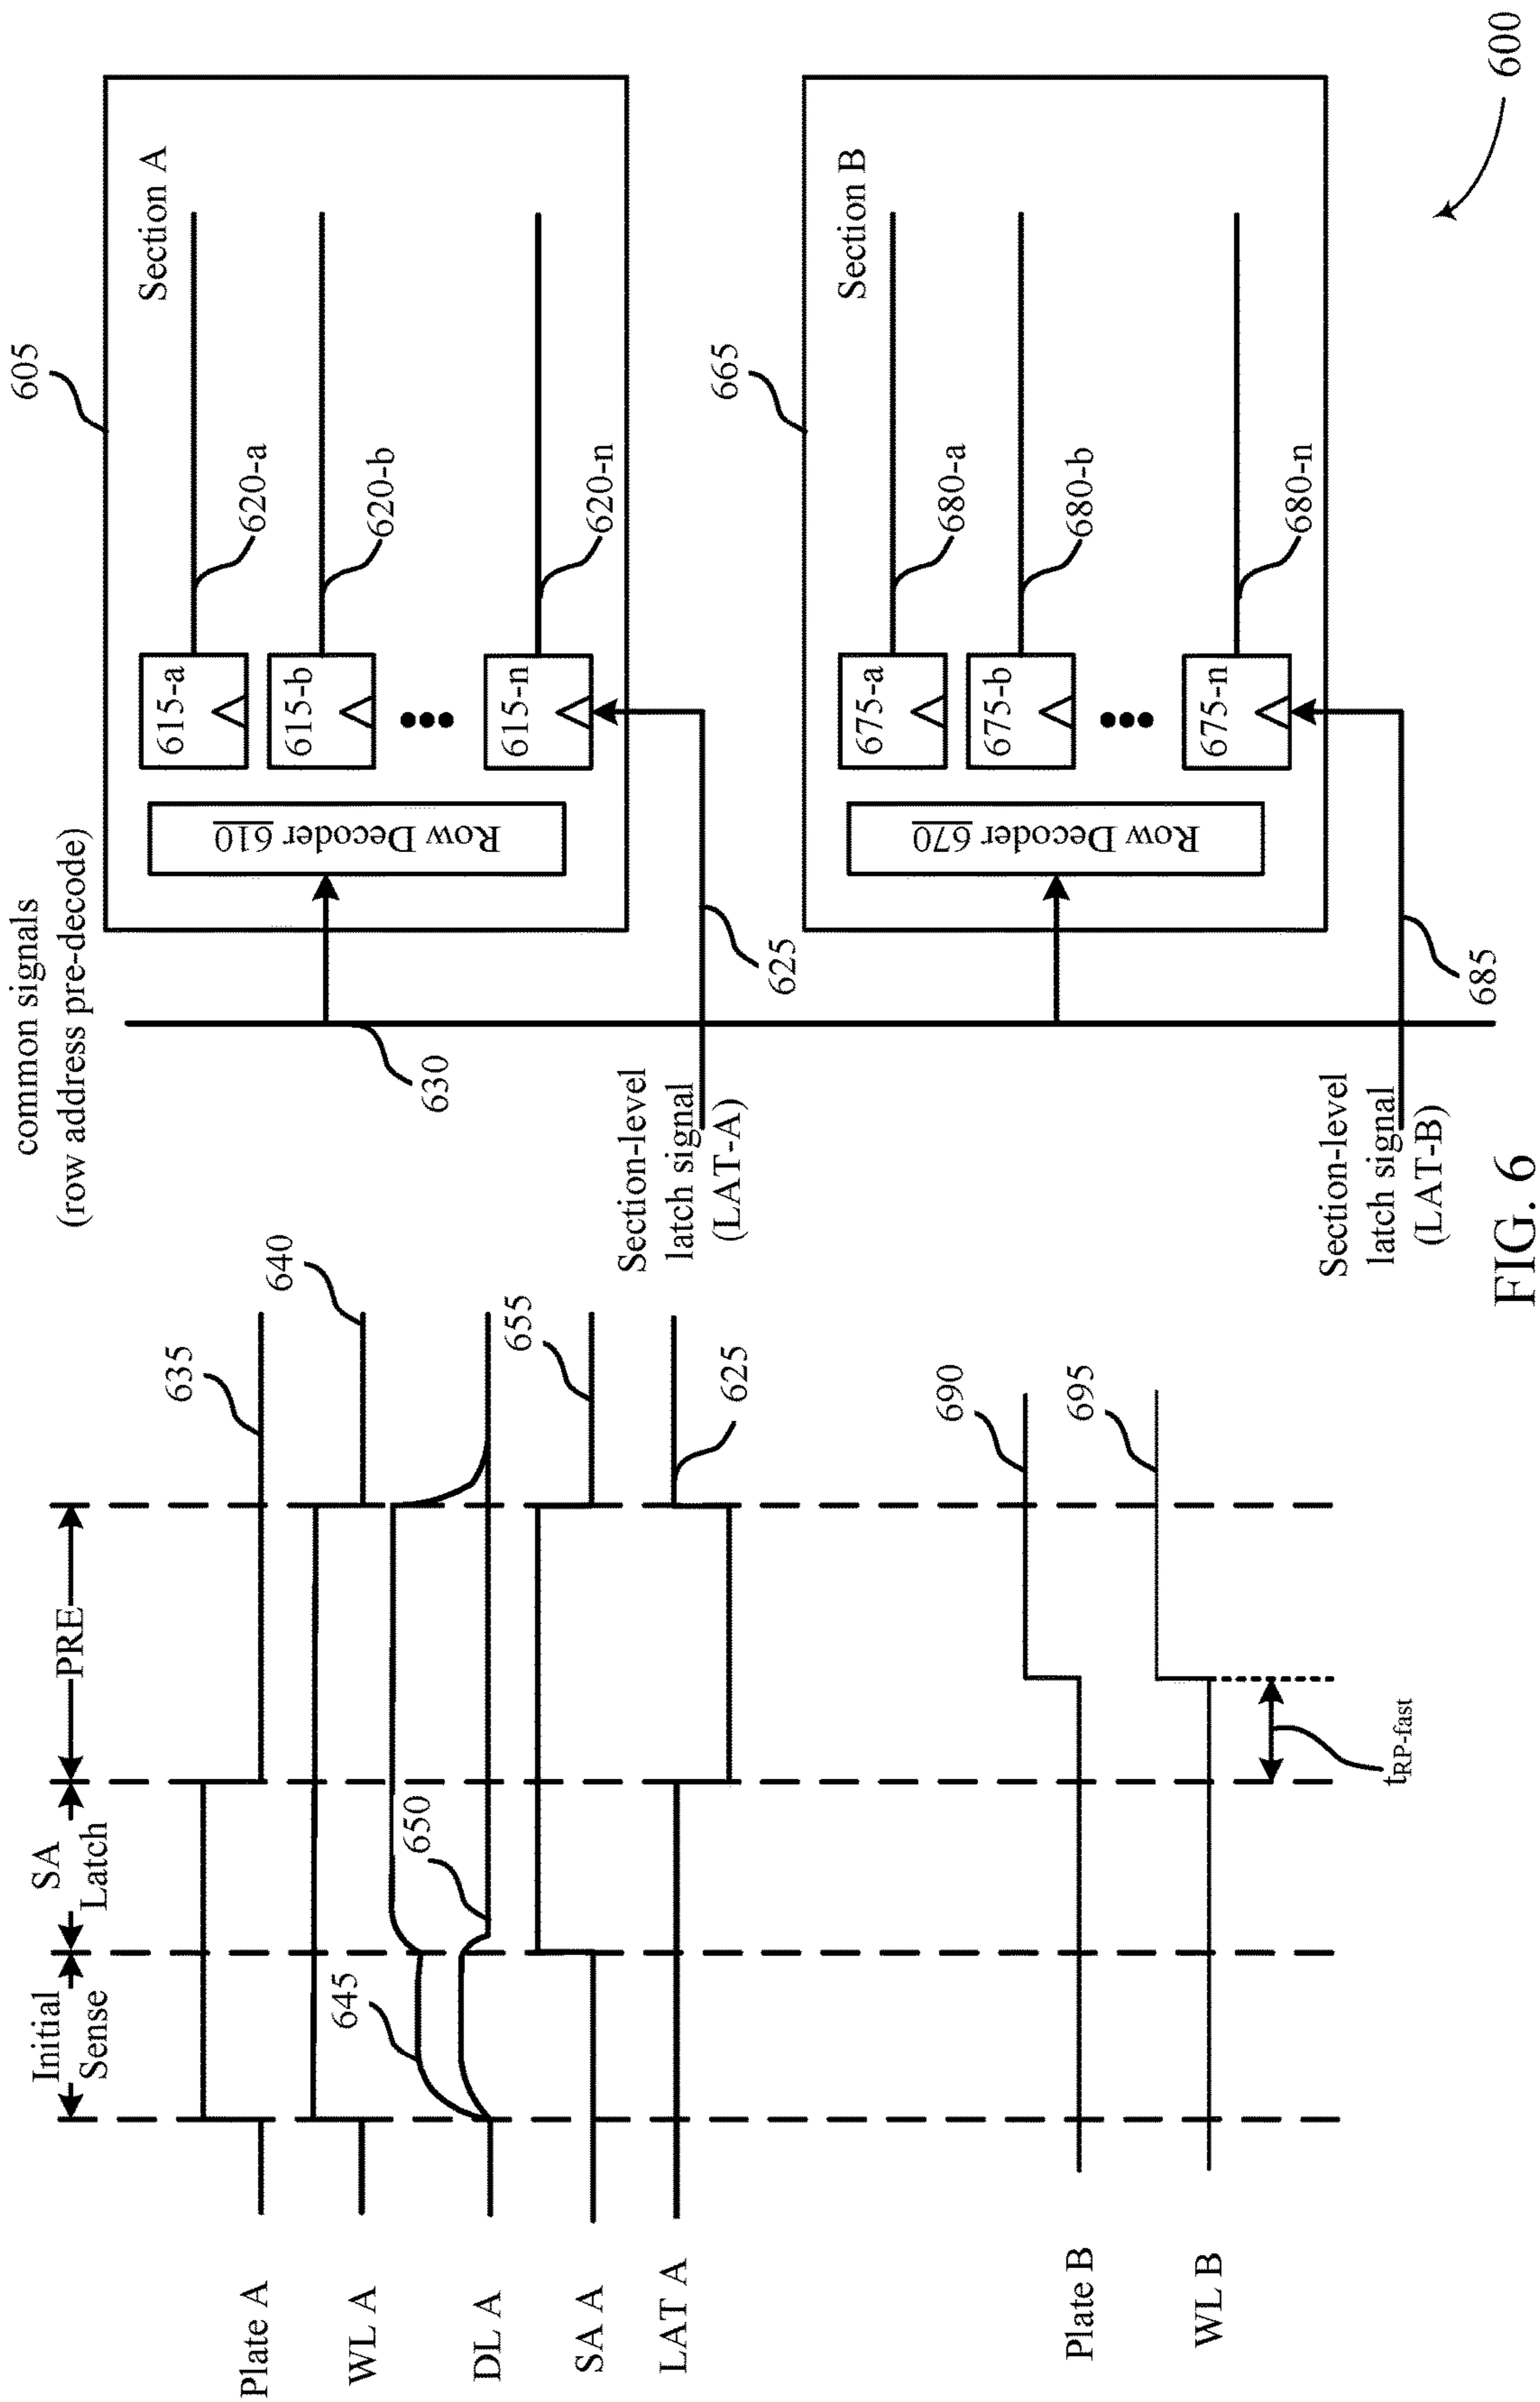 Initial
Sense
SA
Latch
PRE
Plate A
635
WL A
640
DL A
645
650
SA A
655
LAT A
625
Plate B
690
WL B
695
tRP-fast
common signals
(row address pre-decode)
630
605
Section A
Row Decoder 610
615-a
620-a
615-b
620-b
615-n
620-n
Section-level
latch signal
(LAT-A)
625
665
Section B
Row Decoder 670
675-a
680-a
675-b
680-b
675-n
680-n
Section-level
latch signal
(LAT-B)
685
600
FIG. 6